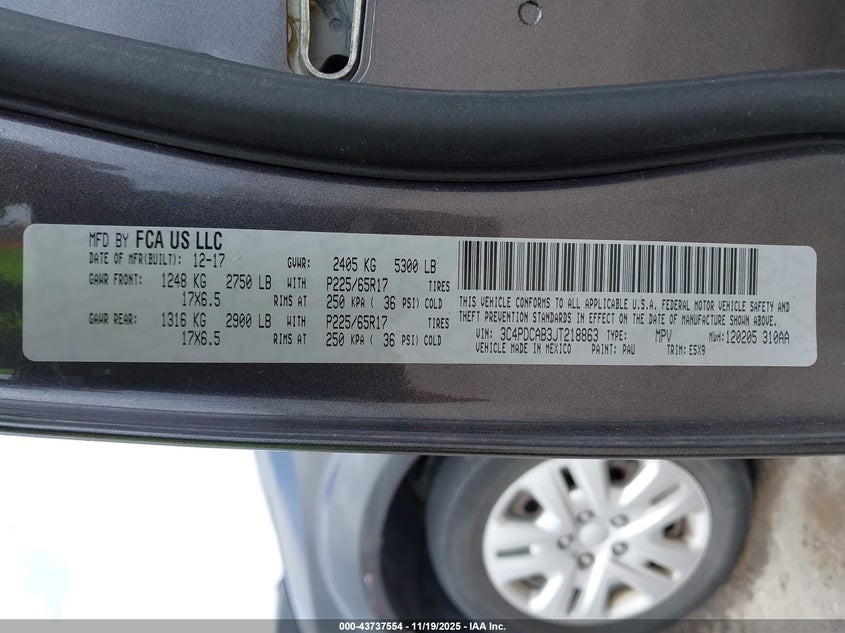 MFD BY FCA US LLC
DATE OF MFR(BUILT): 12-17 GVWR: 2405 KG 5300 LB
GAWR FRONT: 1248 KG 2750 LB WITH P225/65R17 TIRES
17X6.5 RIMS AT 250 KPA ( 36 PSI) COLD
GAWR REAR: 1316 KG 2900 LB WITH P225/65R17 TIRES
17X6.5 RIMS AT 250 KPA ( 36 PSI) COLD
THIS VEHICLE CONFORMS TO ALL APPLICABLE U.S.A. FEDERAL MOTOR VEHICLE SAFETY AND
THEFT PREVENTION STANDARDS IN EFFECT ON THE DATE OF MANUFACTURE SHOWN ABOVE.
VIN: 3C4PDCAB3JT218863 TYPE: MPV MDH: 120205 310AA
VEHICLE MADE IN MEXICO PAINT: PAU TRIM: E5X9
000-43737554 | 11/19/2025 | IAA Inc.